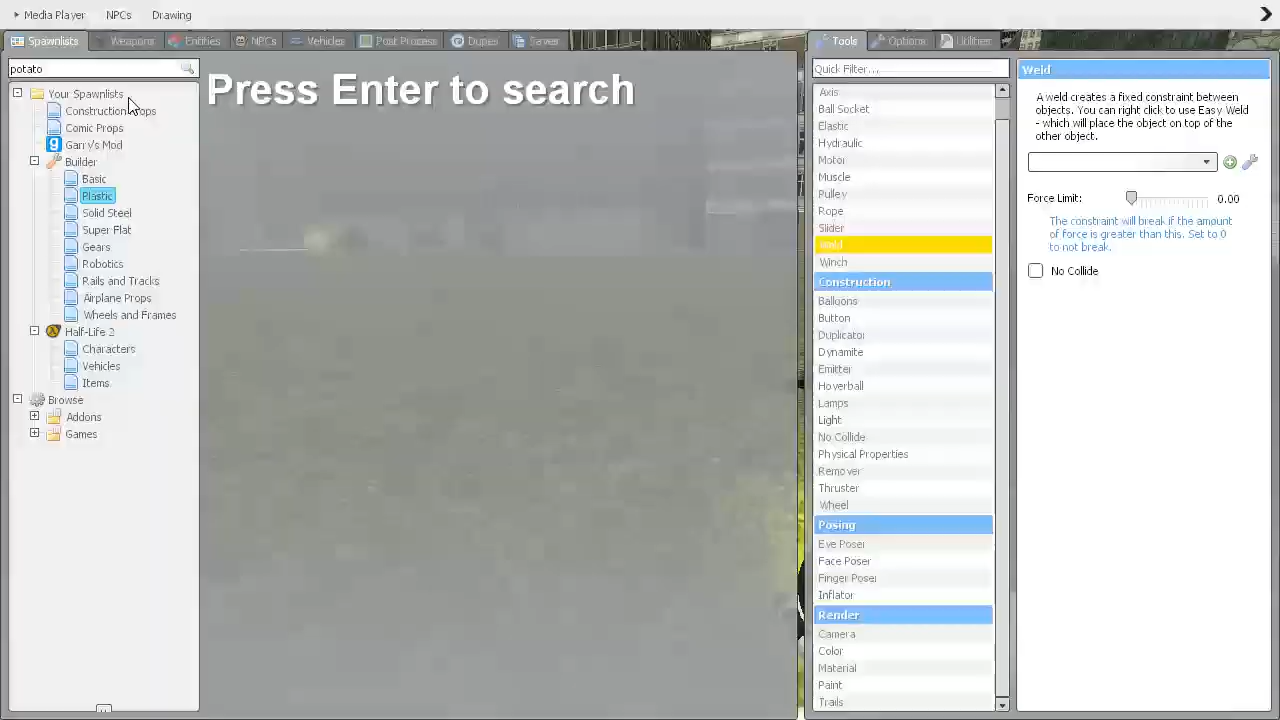 Media Player NPCs Drawing
Spawnlists Weapons Entities NPCs Vehicles Post Process Dupes Saves
potato
Press Enter to search
Your Spawnlists
Construction Props
Comic Props
Garry's Mod
Builder
Basic
Plastic
Solid Steel
Super Flat
Gears
Robotics
Rails and Tracks
Airplane Props
Wheels and Frames
Half-Life 2
Characters
Vehicles
Items
Browse
Addons
Games
Tools Options Utilities
Quick Filter...
Axis
Ball Socket
Elastic
Hydraulic
Motor
Muscle
Pulley
Rope
Slider
Weld
Winch
Construction
Balloons
Button
Duplicator
Dynamite
Emitter
Hoverball
Lamps
Light
No Collide
Physical Properties
Remover
Thruster
Wheel
Posing
Eye Poser
Face Poser
Finger Poser
Inflator
Render
Camera
Color
Material
Paint
Trails
Weld
A weld creates a fixed constraint between
objects. You can right click to use Easy Weld
- which will place the object on top of the
other object.
Force Limit: 0.00
The constraint will break if the amount
of force is greater than this. Set to 0
to not break.
No Collide